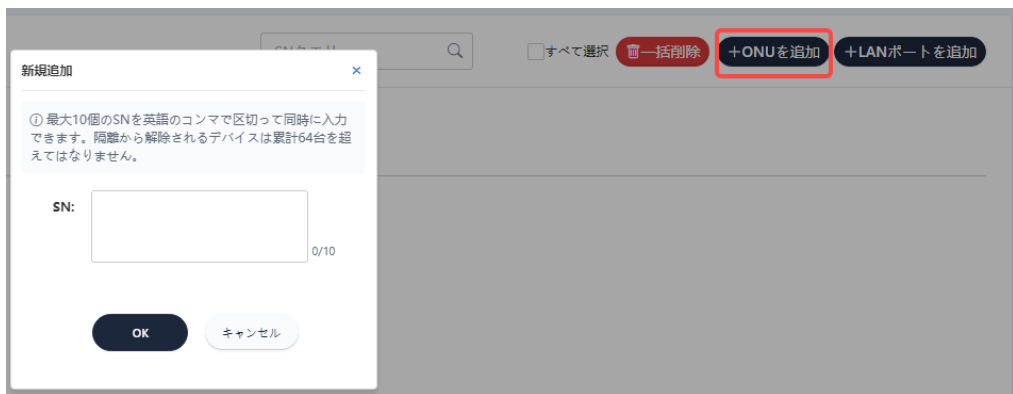 SNクエリ
すべて選択
一括削除
+ONUを追加
+LANポートを追加
新規追加
×
ⓘ 最大10個のSNを英語のコンマで区切って同時に入力
できます。隔離から解除されるデバイスは累計64台を超
えてはなりません。
SN:
0/10
OK
キャンセル